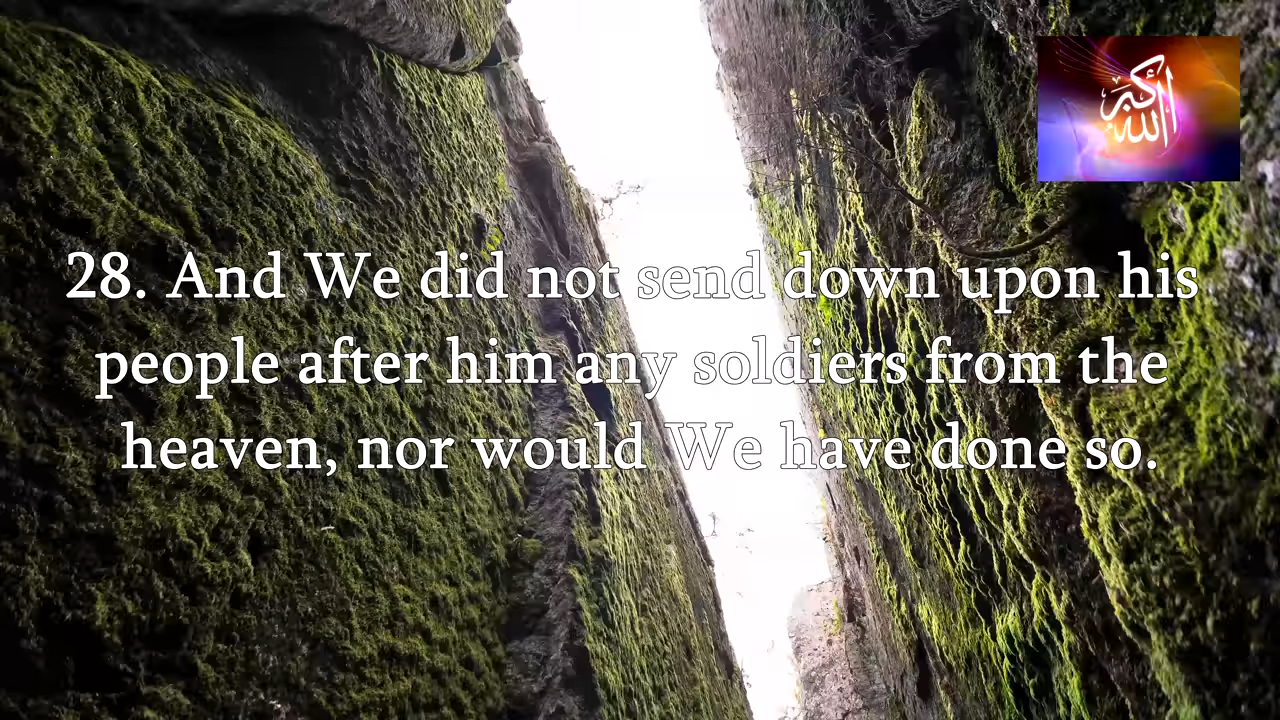 الله أكبر
28. And We did not send down upon his
people after him any soldiers from the
heaven, nor would We have done so.